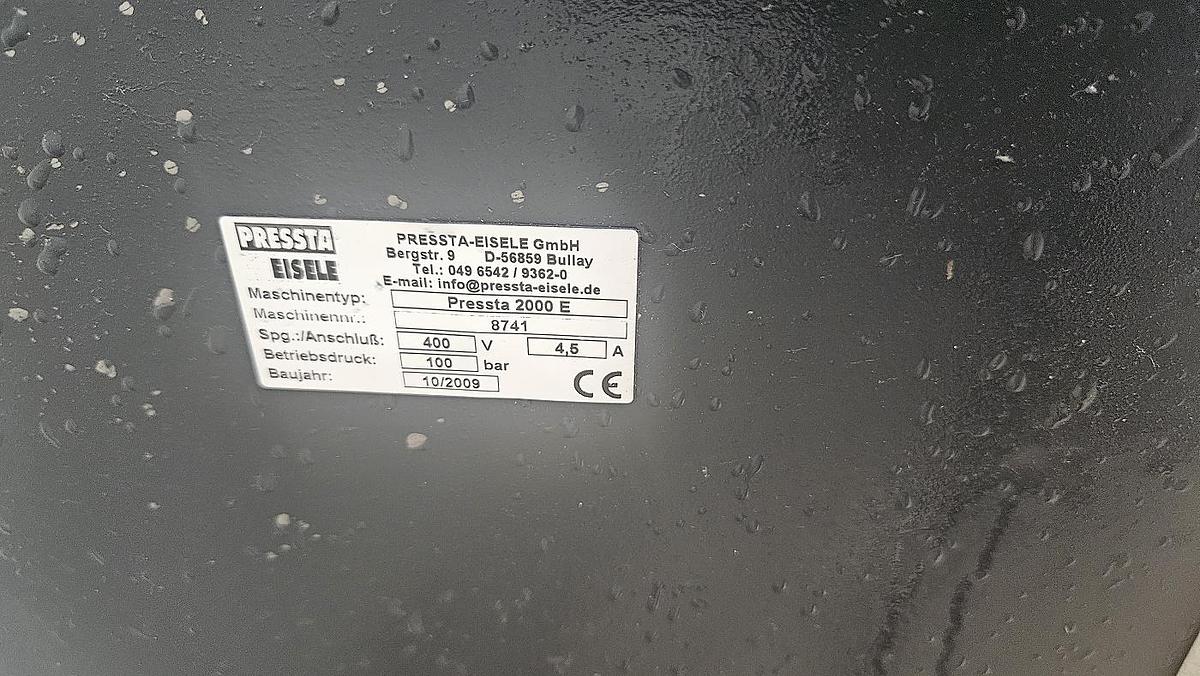 PRESSTA
EISELE
PRESSTA-EISELE GmbH
Bergstr. 9 D-56859 Bullay
Tel.: 049 6542 / 9362-0
E-mail: info@pressta-eisele.de
Maschinentyp: Pressta 2000 E
Maschinennr.: 8741
Spg.:/Anschluß: 400 V 4,5 A
Betriebsdruck: 100 bar
Baujahr: 10/2009 CE